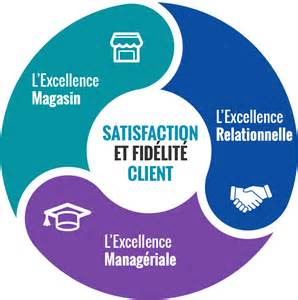 L'Excellence
Magasin
L'Excellence
Relationnelle
SATISFACTION
ET FIDÉLITÉ
CLIENT
L'Excellence
Managériale